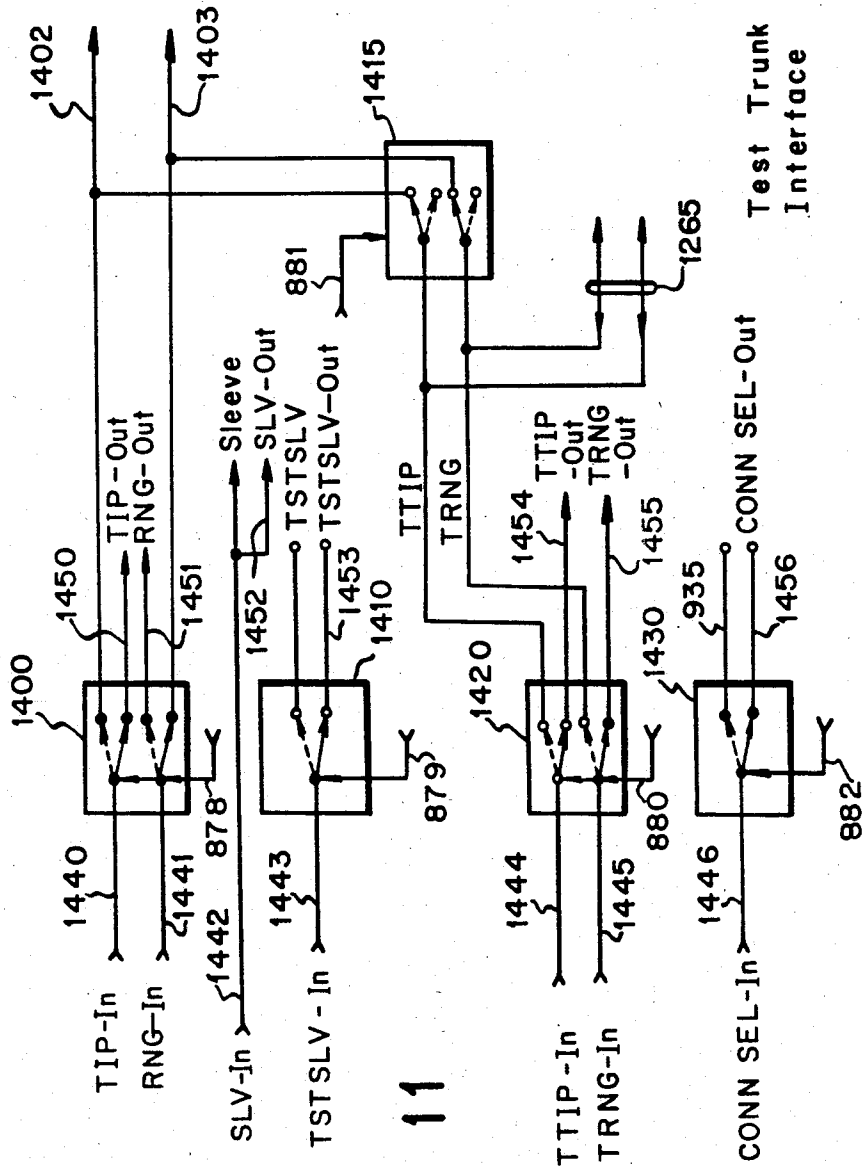 1402
1403
1400
1450
1415
TIP-Out
RNG-Out
1451
1440
TIP-In
1441
RNG-In
878
881
Sleeve
SLV-Out
1452
1442
SLV-In
TSTSLV
TSTSLV-Out
1453
1410
1443
TSTSLV-In
879
11
TTIP
TRNG
1265
Test Trunk
Interface
1454
TTIP
-Out
TRNG
-Out
1455
1420
1444
TTIP-In
1445
TRNG-In
880
935
CONN SEL-Out
1456
1430
1446
CONN SEL-In
882